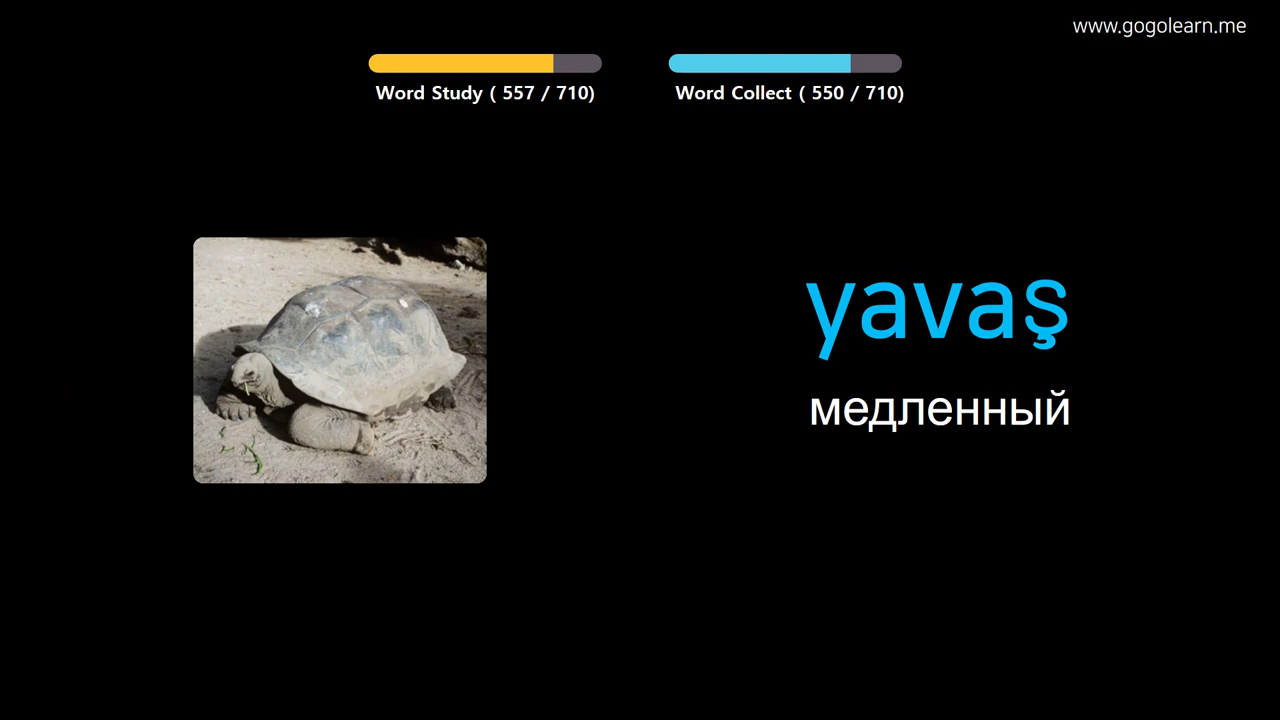 www.gogolearn.me
Word Study ( 557 / 710)
Word Collect ( 550 / 710)
yavaş
медленный